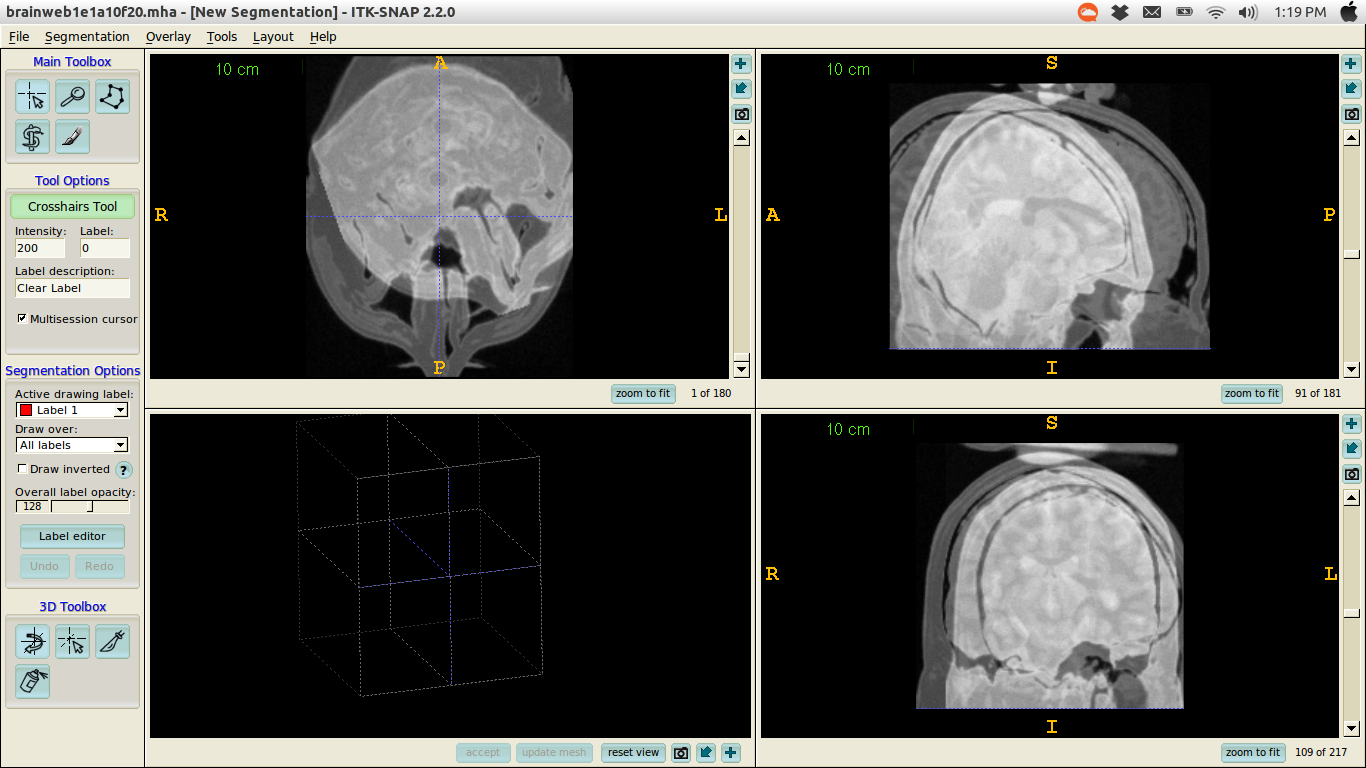 brainweb1e1a10f20.mha - [New Segmentation] - ITK-SNAP 2.2.0
1:19 PM
File Segmentation Overlay Tools Layout Help
Main Toolbox
Tool Options
Crosshairs Tool
Intensity: Label:
200 0
Label description:
Clear Label
Multisession cursor
Segmentation Options
Active drawing label:
Label 1
Draw over:
All labels
Draw inverted ?
Overall label opacity:
128
Label editor
Undo Redo
3D Toolbox
10 cm
A
R
L
P
zoom to fit 1 of 180
10 cm
S
A
P
I
zoom to fit 91 of 181
accept update mesh reset view
10 cm
S
R
L
I
zoom to fit 109 of 217